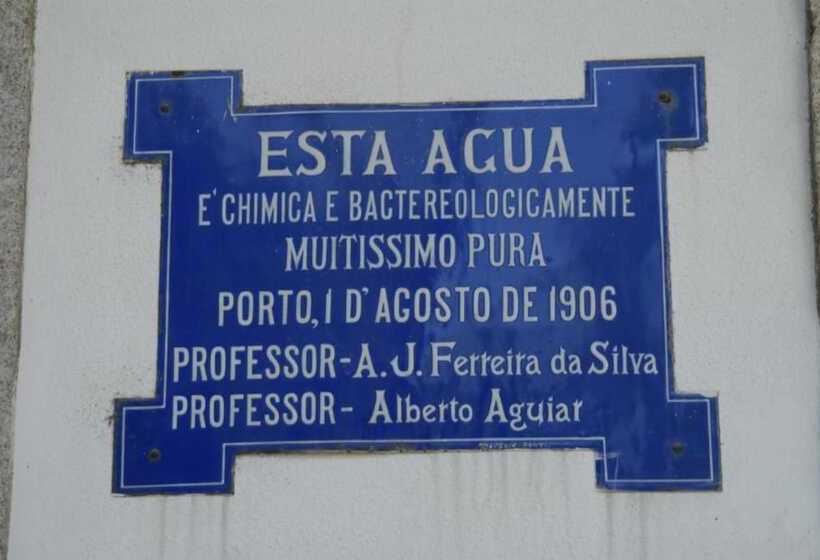 ESTA AGUA
E' CHIMICA E BACTEREOLOGICAMENTE
MUITISSIMO PURA
PORTO, 1 D'AGOSTO DE 1906
PROFESSOR-A. J. Ferreira da Silva
PROFESSOR- Alberto Aguiar